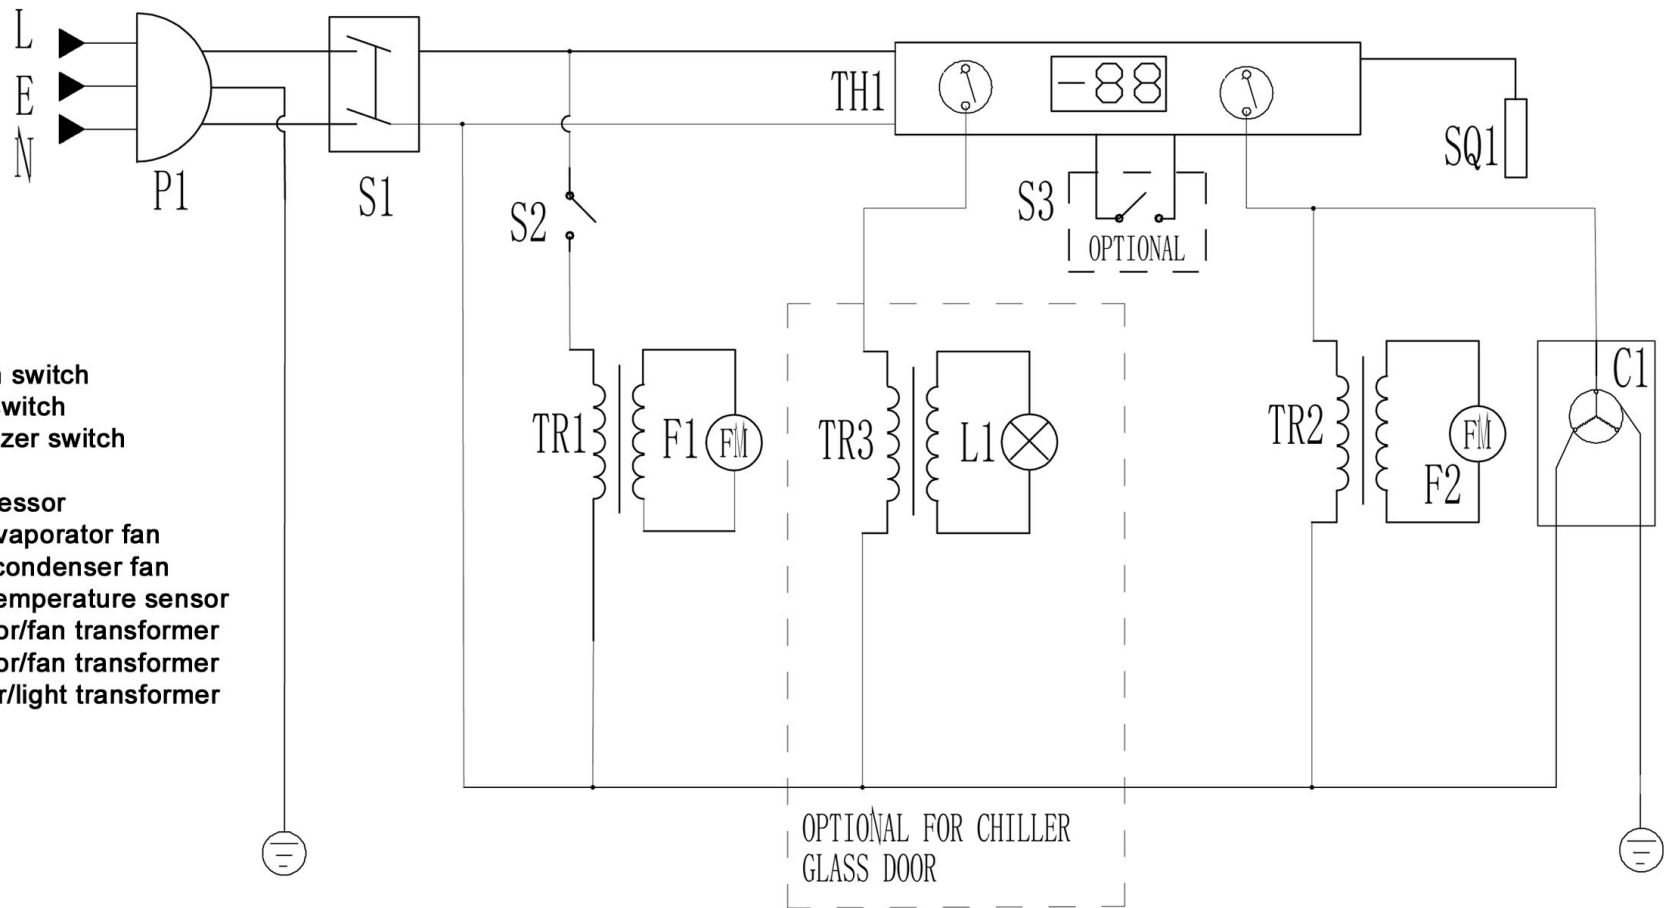 L
E
N
P1
S1
S2
TH1
-88
S3
OPTIONAL
SQ1
switch
switch
zer switch
essor
vaporator fan
condenser fan
emperature sensor
or/fan transformer
or/fan transformer
r/light transformer
TR1
F1
FM
TR3
L1
TR2
FM
F2
C1
OPTIONAL FOR CHILLER
GLASS DOOR